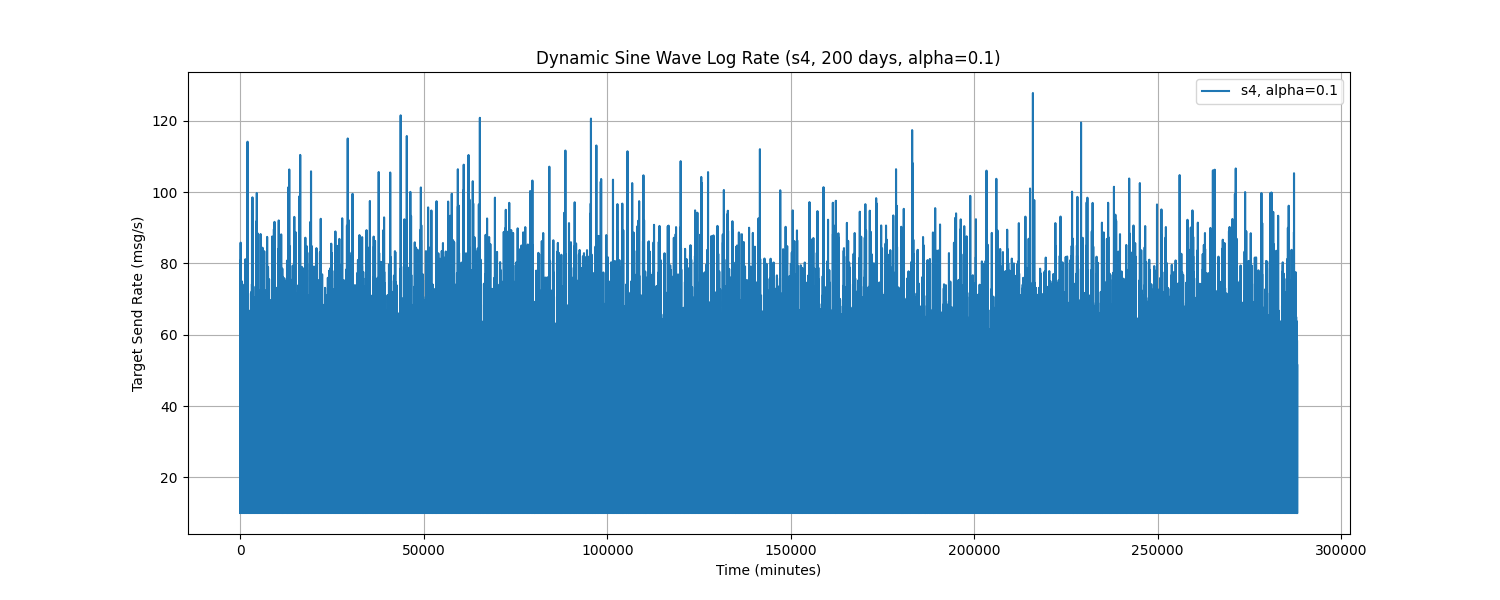 Dynamic Sine Wave Log Rate (s4, 200 days, alpha=0.1)
s4, alpha=0.1
Target Send Rate (msg/s)
120
100
80
60
40
20
0 50000 100000 150000 200000 250000 300000
Time (minutes)